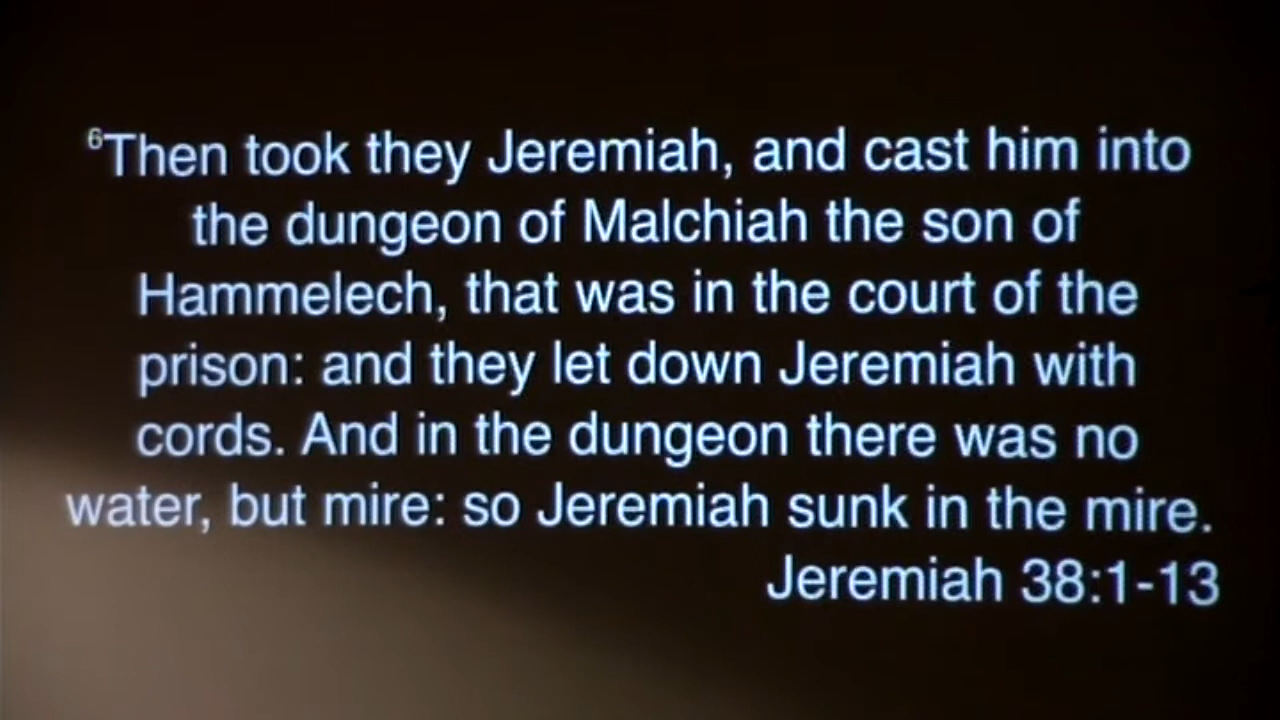 ⁶Then took they Jeremiah, and cast him into
the dungeon of Malchiah the son of
Hammelech, that was in the court of the
prison: and they let down Jeremiah with
cords. And in the dungeon there was no
water, but mire: so Jeremiah sunk in the mire.
Jeremiah 38:1-13